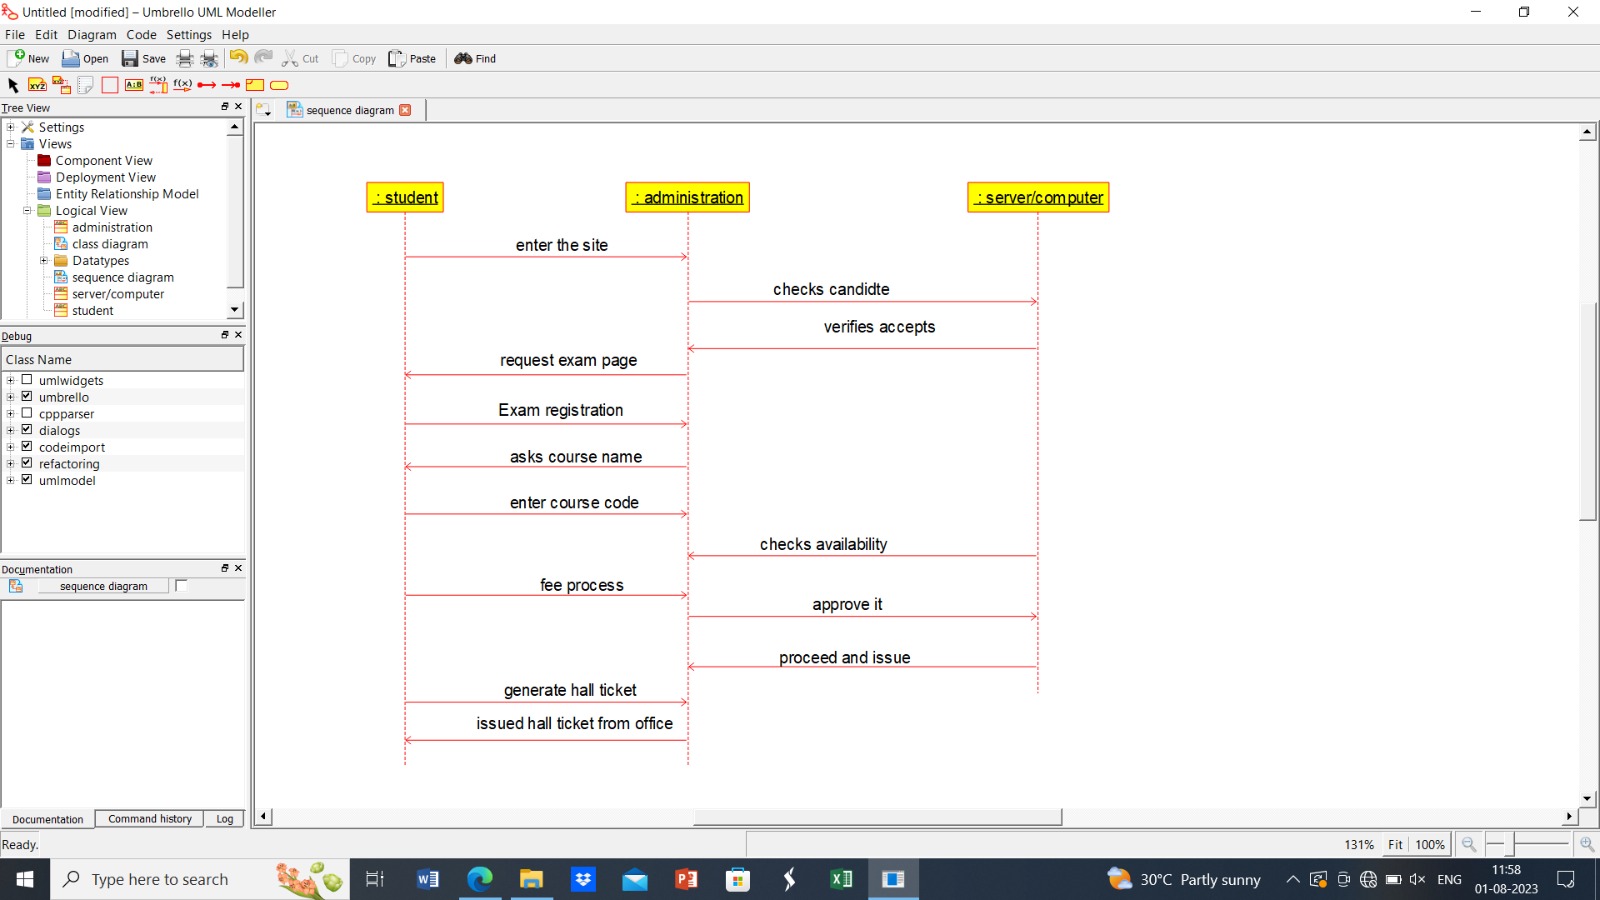 Untitled [modified] – Umbrello UML Modeller
File Edit Diagram Code Settings Help
New Open Save Cut Copy Paste Find
XYZ A:B f(x) f(x)
Tree View
sequence diagram
Settings
Views
Component View
Deployment View
Entity Relationship Model
Logical View
administration
class diagram
Datatypes
sequence diagram
server/computer
student
Debug
Class Name
umlwidgets
umbrello
cppparser
dialogs
codeimport
refactoring
umlmodel
Documentation
sequence diagram
Documentation Command history Log
: student
: administration
: server/computer
enter the site
checks candidte
verifies accepts
request exam page
Exam registration
asks course name
enter course code
checks availability
fee process
approve it
proceed and issue
generate hall ticket
issued hall ticket from office
Ready.
131% Fit 100%
Type here to search
30°C Partly sunny
ENG
11:58
01-08-2023